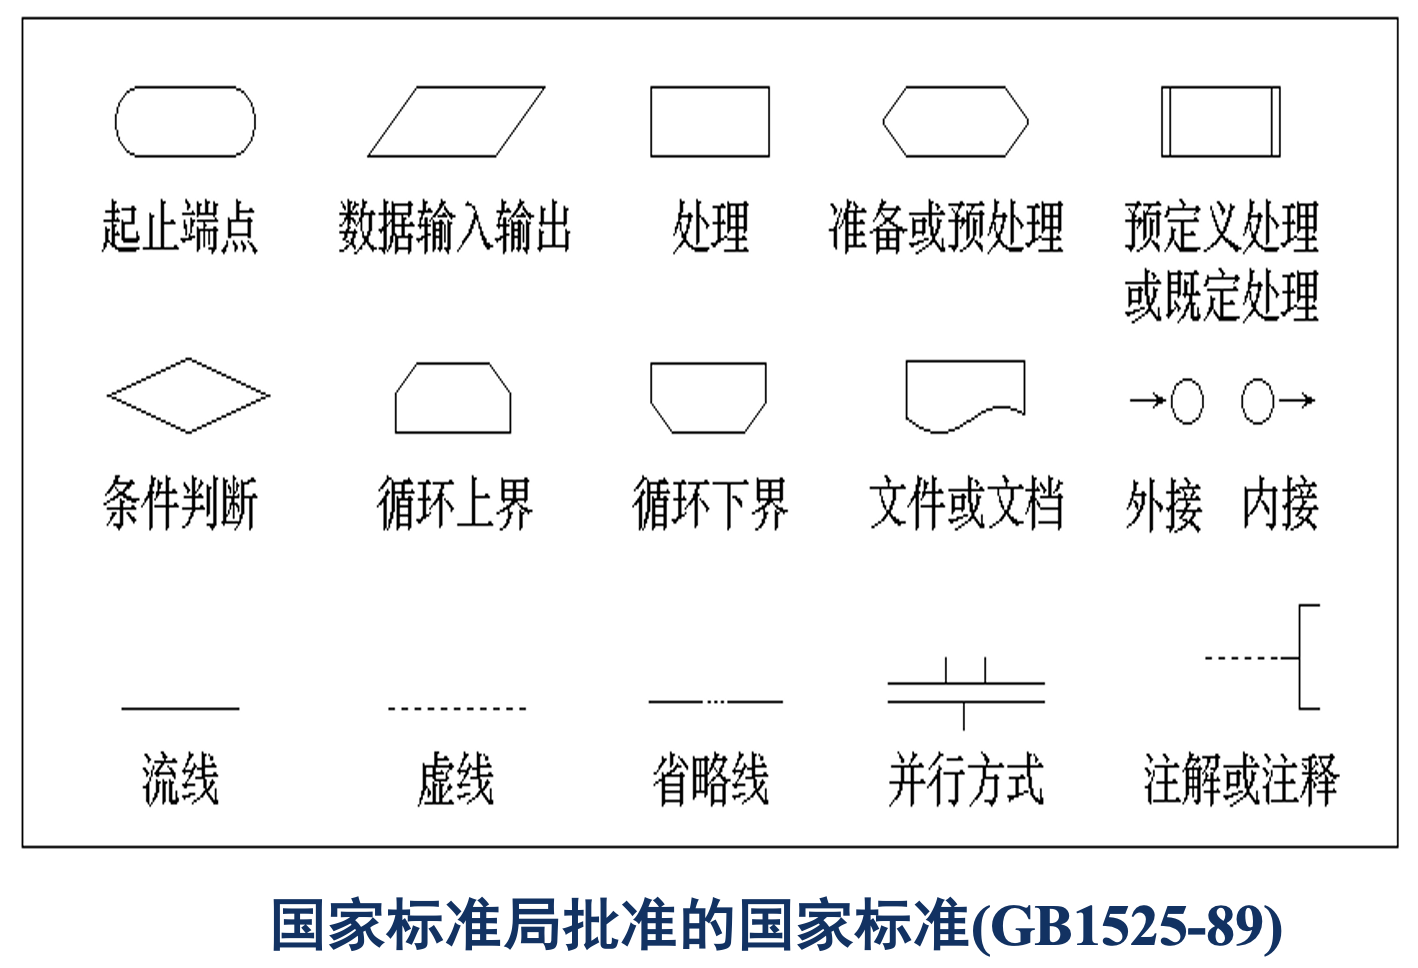 起止端点 数据输入输出 处理 准备或预处理 预定义处理
或既定处理
条件判断 循环上界 循环下界 文件或文档 外接 内接
流线 虚线 省略线 并行方式 注解或注释
国家标准局批准的国家标准(GB1525-89)